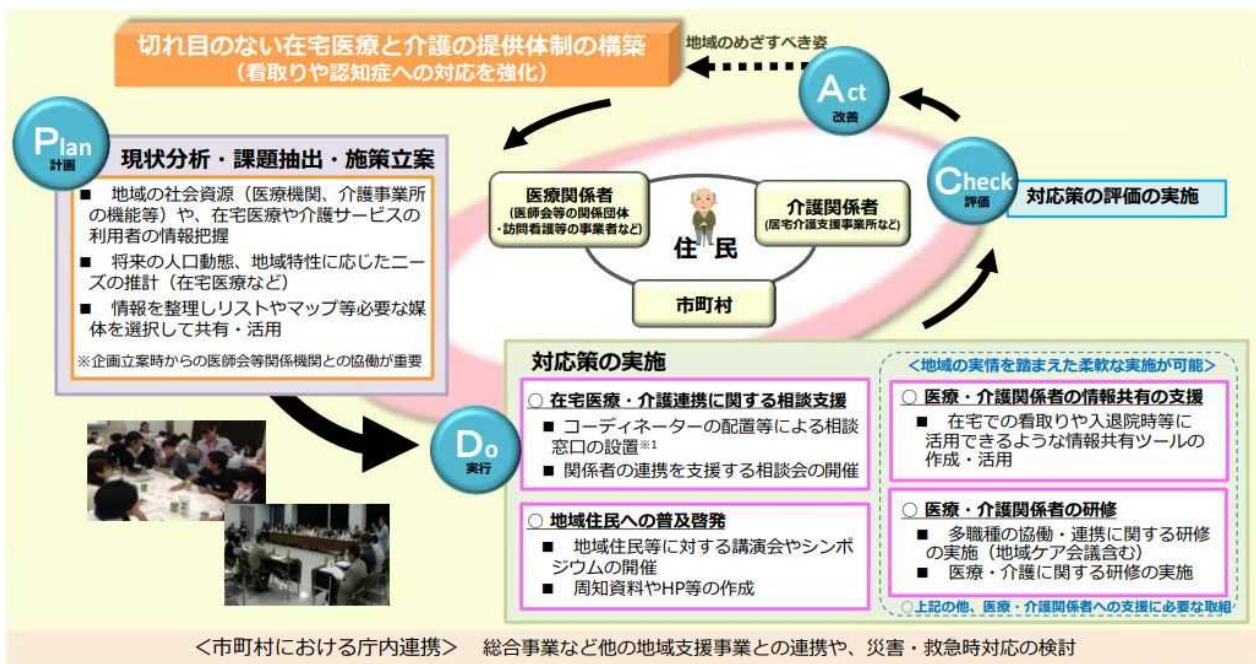 切れ目のない在宅医療と介護の提供体制の構築
（看取りや認知症への対応を強化）
地域のめざすべき姿
Act
改善
Plan
計画
現状分析・課題抽出・施策立案
■ 地域の社会資源（医療機関、介護事業所
の機能等）や、在宅医療や介護サービスの
利用者の情報把握
■ 将来の人口動態、地域特性に応じたニー
ズの推計（在宅医療など）
■ 情報を整理しリストやマップ等必要な媒
体を選択して共有・活用
※企画立案時からの医師会等関係機関との協働が重要
医療関係者
（医師会等の関係団体
・訪問看護等の事業者など）
介護関係者
（居宅介護支援事業所など）
住民
市町村
Check
評価
対応策の評価の実施
Do
実行
対応策の実施
○ 在宅医療・介護連携に関する相談支援
■ コーディネーターの配置等による相談
窓口の設置※1
■ 関係者の連携を支援する相談会の開催
○ 地域住民への普及啓発
■ 地域住民等に対する講演会やシンポ
ジウムの開催
■ 周知資料やHP等の作成
＜地域の実情を踏まえた柔軟な実施が可能＞
○ 医療・介護関係者の情報共有の支援
■ 在宅での看取りや入退院時等に
活用できるような情報共有ツールの
作成・活用
○ 医療・介護関係者の研修
■ 多職種の協働・連携に関する研修
の実施（地域ケア会議含む）
■ 医療・介護に関する研修の実施
○上記の他、医療・介護関係者への支援に必要な取組
＜市町村における庁内連携＞ 総合事業など他の地域支援事業との連携や、災害・救急時対応の検討